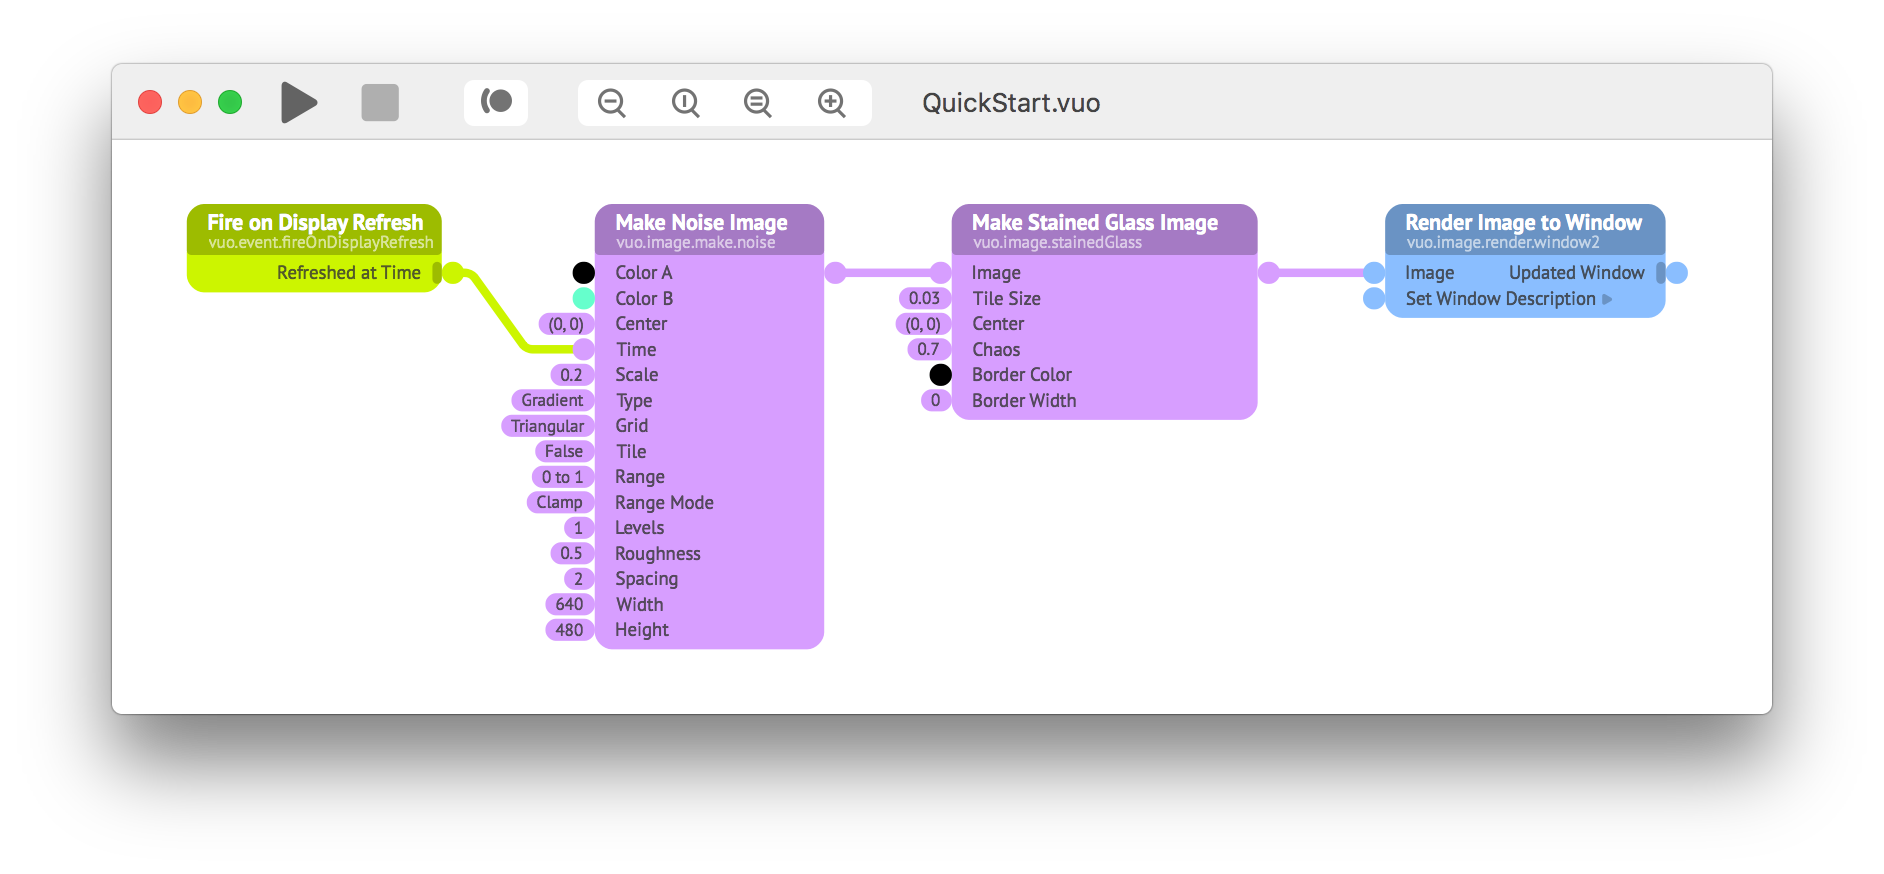 QuickStart.vuo
Fire on Display Refresh
vuo.event.fireOnDisplayRefresh
Refreshed at Time
Make Noise Image
vuo.image.make.noise
Color A
Color B
(0, 0) Center
Time
0.2 Scale
Gradient Type
Triangular Grid
False Tile
0 to 1 Range
Clamp Range Mode
1 Levels
0.5 Roughness
2 Spacing
640 Width
480 Height
Make Stained Glass Image
vuo.image.stainedGlass
Image
0.03 Tile Size
(0, 0) Center
0.7 Chaos
Border Color
0 Border Width
Render Image to Window
vuo.image.render.window2
Image Updated Window
Set Window Description